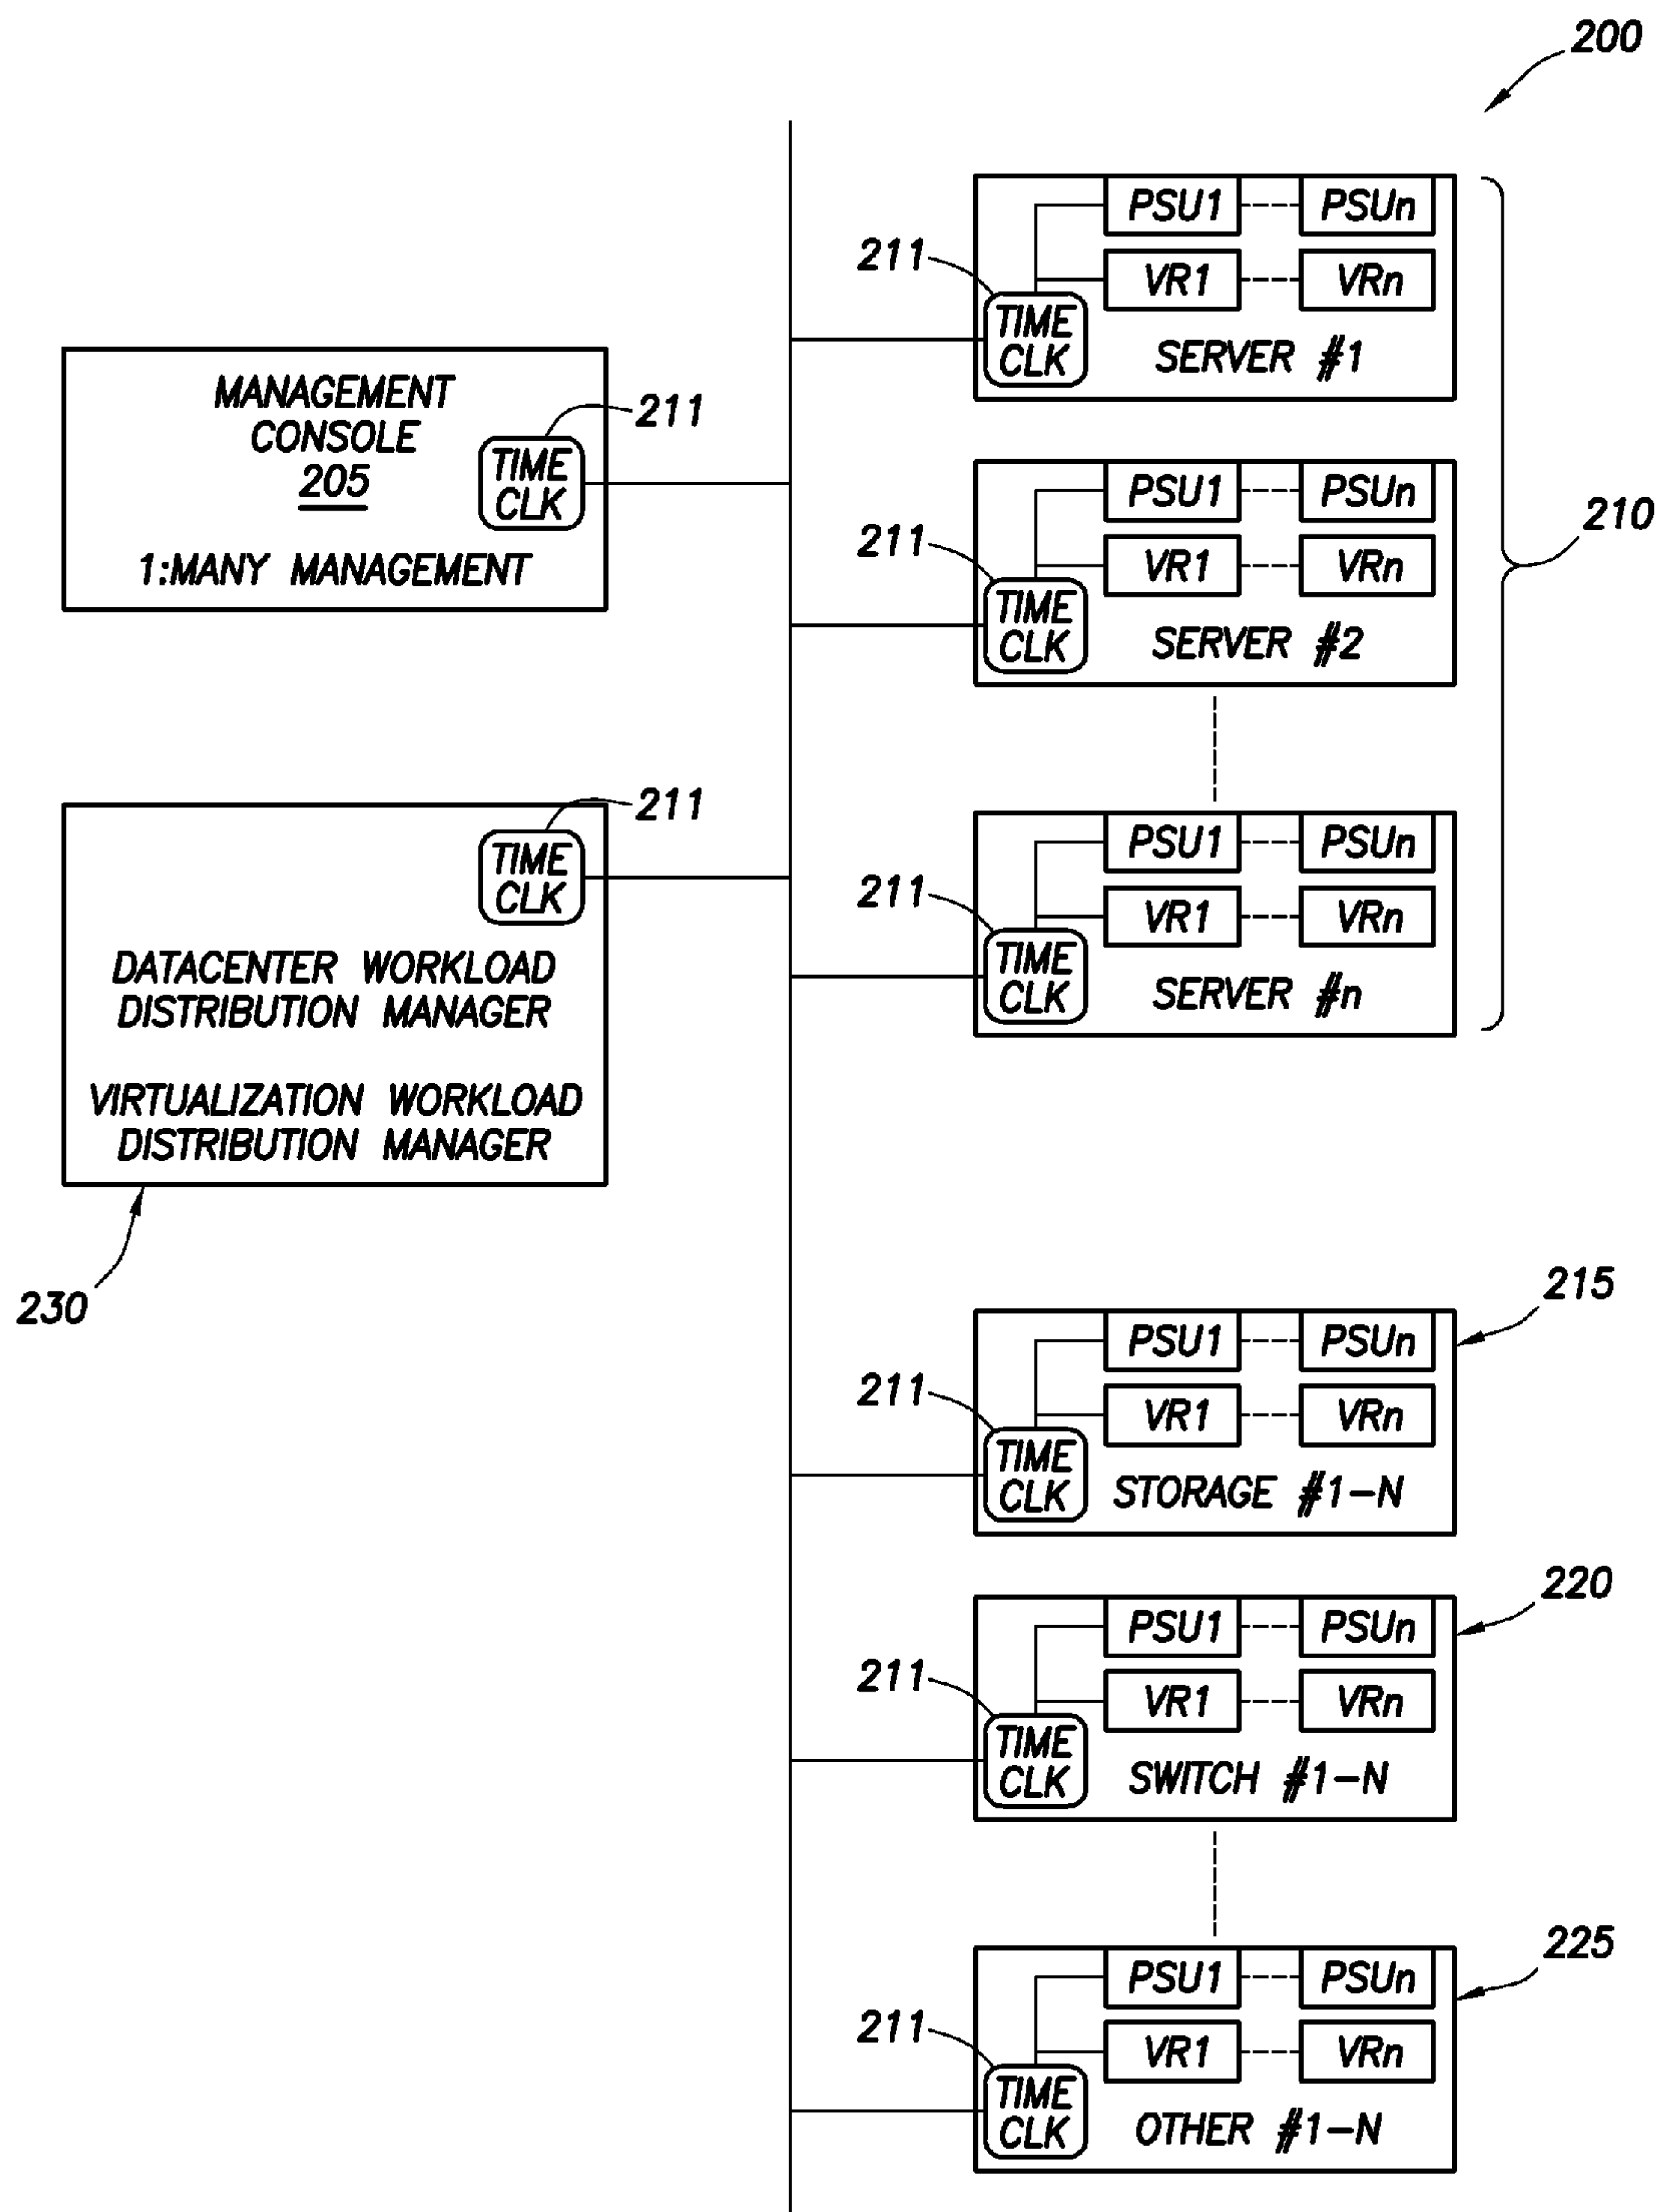 200
PSU1 PSUn
211
VR1 VRn
TIME
CLK
SERVER #1
MANAGEMENT
CONSOLE
205
211
TIME
CLK
1:MANY MANAGEMENT
PSU1 PSUn
211
VR1 VRn
TIME
CLK
SERVER #2
210
211
TIME
CLK
DATACENTER WORKLOAD
DISTRIBUTION MANAGER
VIRTUALIZATION WORKLOAD
DISTRIBUTION MANAGER
230
PSU1 PSUn
211
VR1 VRn
TIME
CLK
SERVER #n
215
PSU1 PSUn
211
VR1 VRn
TIME
CLK
STORAGE #1-N
220
PSU1 PSUn
211
VR1 VRn
TIME
CLK
SWITCH #1-N
225
PSU1 PSUn
211
VR1 VRn
TIME
CLK
OTHER #1-N